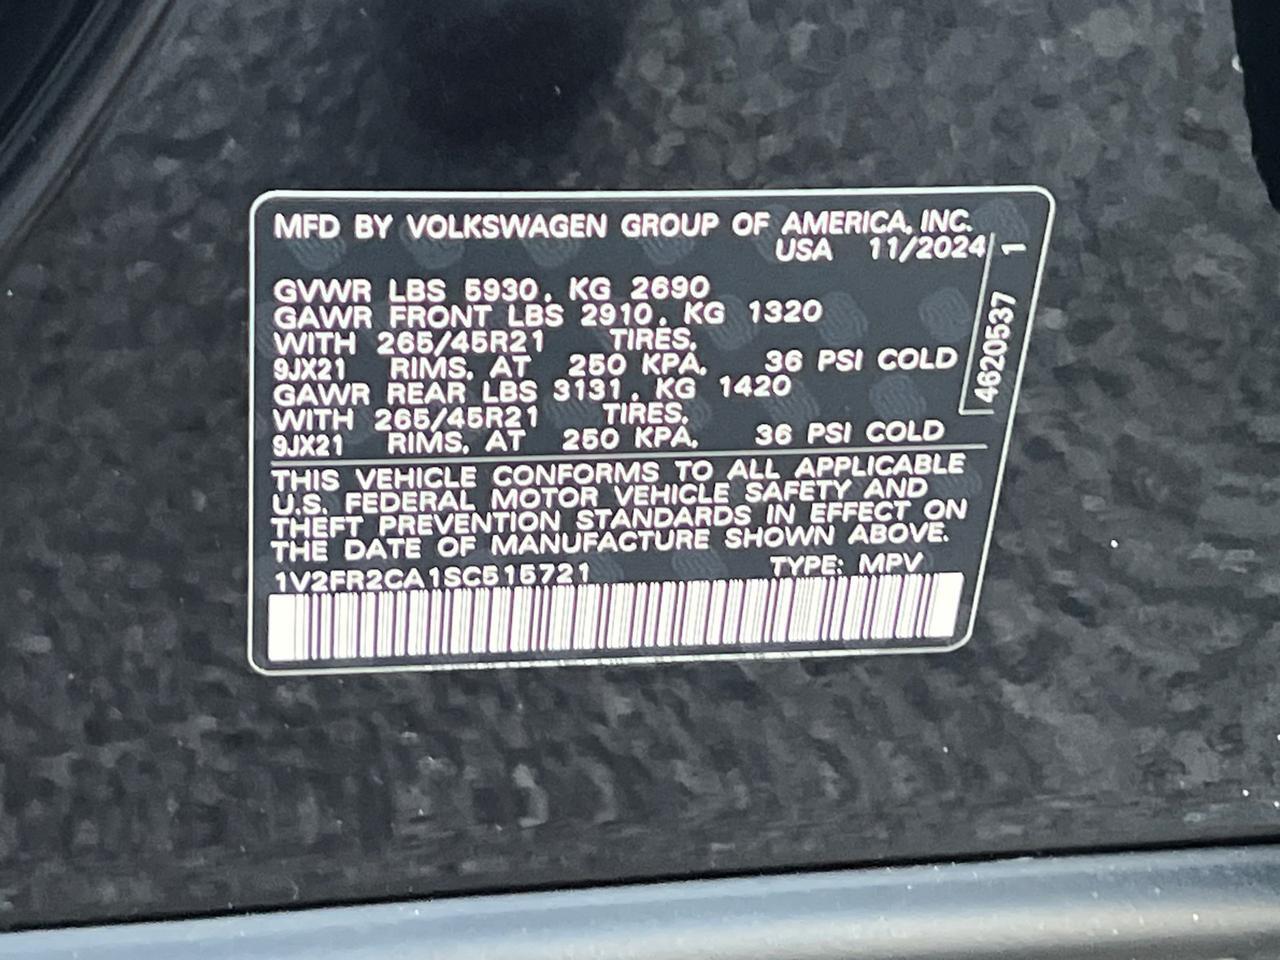 MFD BY VOLKSWAGEN GROUP OF AMERICA, INC.
USA 11/2024
GVWR LBS 5930. KG 2690
GAWR FRONT LBS 2910. KG 1320
WITH 265/45R21 TIRES.
9JX21 RIMS. AT 250 KPA. 36 PSI COLD
GAWR REAR LBS 3131. KG 1420
WITH 265/45R21 TIRES.
9JX21 RIMS. AT 250 KPA. 36 PSI COLD
4620537 1
THIS VEHICLE CONFORMS TO ALL APPLICABLE
U.S. FEDERAL MOTOR VEHICLE SAFETY AND
THEFT PREVENTION STANDARDS IN EFFECT ON
THE DATE OF MANUFACTURE SHOWN ABOVE.
1V2FR2CA1SC515721 TYPE: MPV